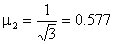 μ₂ = 1/√3 = 0.577